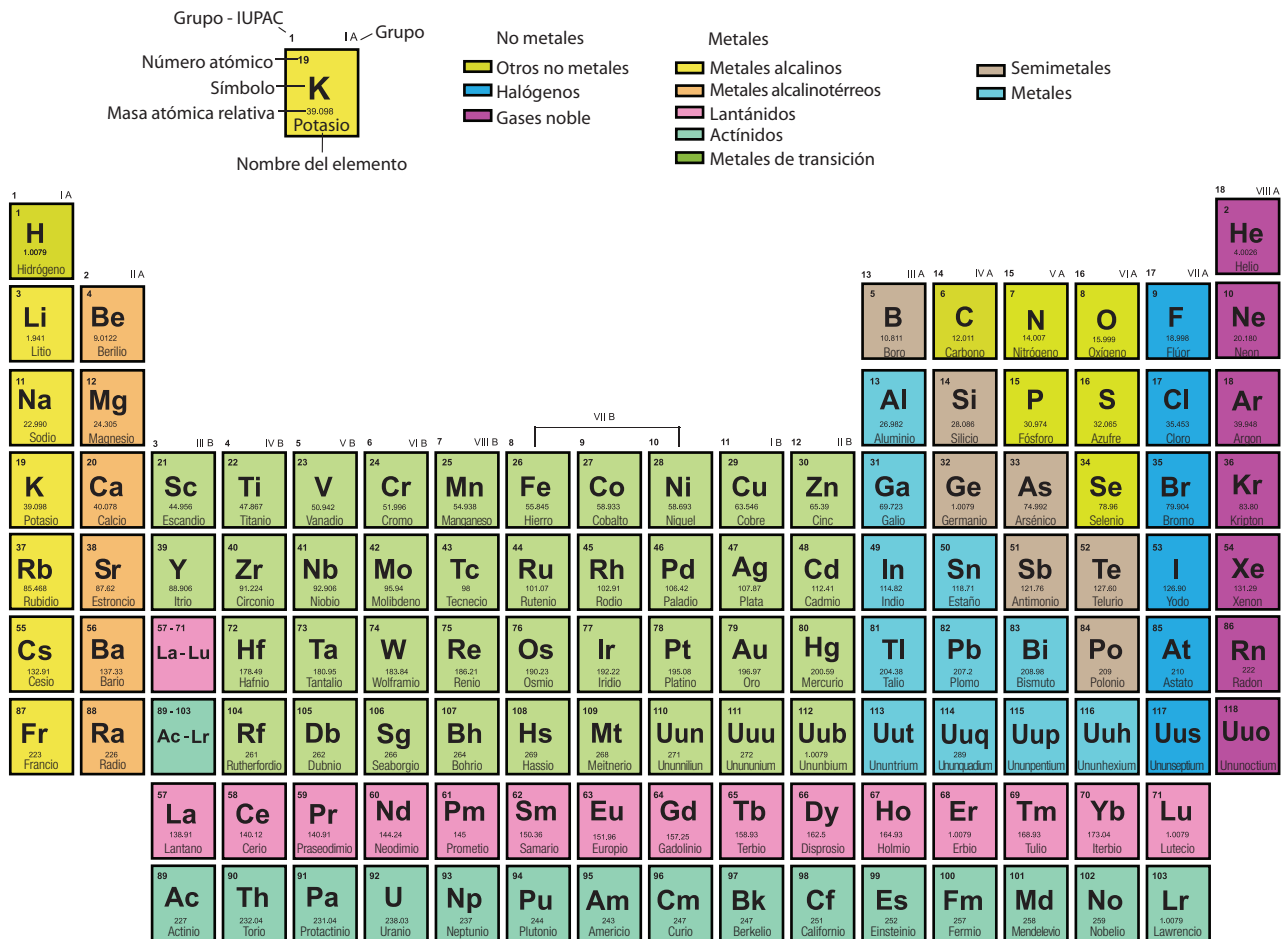 Grupo - IUPAC
1 I A Grupo
Número atómico 19
Símbolo K
Masa atómica relativa 39.098
Potasio
Nombre del elemento
No metales
Otros no metales
Halógenos
Gases noble
Metales
Metales alcalinos
Metales alcalinotérreos
Lantánidos
Actínidos
Metales de transición
Semimetales
Metales
1 I A 18 VIII A
1 2
H He
1.0079 4.0026
Hidrógeno Helio
2 II A 13 III A 14 IV A 15 V A 16 VI A 17 VII A
3 4 5 6 7 8 9 10
Li Be B C N O F Ne
1.941 9.0122 10.811 12.011 14,007 15.999 18.998 20.180
Litio Berilio Boro Carbono Nitrógeno Oxígeno Flúor Neon
11 12 13 14 15 16 17 18
Na Mg Al Si P S Cl Ar
22.990 24.305 26.982 28.086 30.974 32.065 35.453 39.948
Sodio Magnesio Aluminio Silicio Fósforo Azufre Cloro Argon
VII B
3 III B 4 IV B 5 V B 6 VI B 7 VIII B 8 9 10 11 I B 12 II B
19 20 21 22 23 24 25 26 27 28 29 30 31 32 33 34 35 36
K Ca Sc Ti V Cr Mn Fe Co Ni Cu Zn Ga Ge As Se Br Kr
39.098 40.078 44.956 47.867 50.942 51,996 54.938 55.845 58.933 58.693 63.546 65.39 69.723 1.0079 74.992 78.96 79.904 83.80
Potasio Calcio Escandio Titanio Vanadio Cromo Manganeso Hierro Cobalto Niquel Cobre Cinc Galio Germanio Arsénico Selenio Bromo Kripton
37 38 39 40 41 42 43 44 45 46 47 48 49 50 51 52 53 54
Rb Sr Y Zr Nb Mo Tc Ru Rh Pd Ag Cd In Sn Sb Te I Xe
85.468 87.62 88.906 91.224 92.906 95.94 98 101.07 102.91 106.42 107.87 112.41 114.82 118.71 121.76 127.60 126.90 131.29
Rubidio Estroncio Itrio Circonio Niobio Molibdeno Tecnecio Rutenio Rodio Paladio Plata Cadmio Indio Estaño Antimonio Telurio Yodo Xenon
55 56 57 - 71 72 73 74 75 76 77 78 79 80 81 82 83 84 85 86
Cs Ba La - Lu Hf Ta W Re Os Ir Pt Au Hg Tl Pb Bi Po At Rn
132.91 137.33 178.49 180.95 183.84 186.21 190.23 192.22 195.08 196.97 200.59 204.38 207.2 208.98 209 210 222
Cesio Bario Hafnio Tantalio Wolframio Renio Osmio Iridio Platino Oro Mercurio Talio Plomo Bismuto Polonio Astato Radon
87 88 89 - 103 104 105 106 107 108 109 110 111 112 113 114 115 116 117 118
Fr Ra Ac - Lr Rf Db Sg Bh Hs Mt Uun Uuu Uub Uut Uuq Uup Uuh Uus Uuo
223 226 261 262 266 264 269 268 271 272 1.0079 289
Francio Radio Rutherfordio Dubnio Seaborgio Bohrio Hassio Meitnerio Ununniliun Unununium Ununbium Ununtrium Ununquadium Ununpentium Ununhexium Ununseptium Ununoctium
57 58 59 60 61 62 63 64 65 66 67 68 69 70 71
La Ce Pr Nd Pm Sm Eu Gd Tb Dy Ho Er Tm Yb Lu
138.91 140.12 140.91 144.24 145 150.36 151,96 157,25 158.93 162.5 164.93 1.0079 168.93 173.04 1.0079
Lantano Cerio Praseodimio Neodimio Prometio Samario Europio Gadolinio Terbio Disprosio Holmio Erbio Tulio Iterbio Lutecio
89 90 91 92 93 94 95 96 97 98 99 100 101 102 103
Ac Th Pa U Np Pu Am Cm Bk Cf Es Fm Md No Lr
227 232.04 231.04 238.03 237 244 243 247 247 251 252 257 258 259 1.0079
Actinio Torio Protactinio Uranio Neptunio Plutonio Americio Curio Berkelio Californio Einsteinio Fermio Mendelevio Nobelio Lawrencio